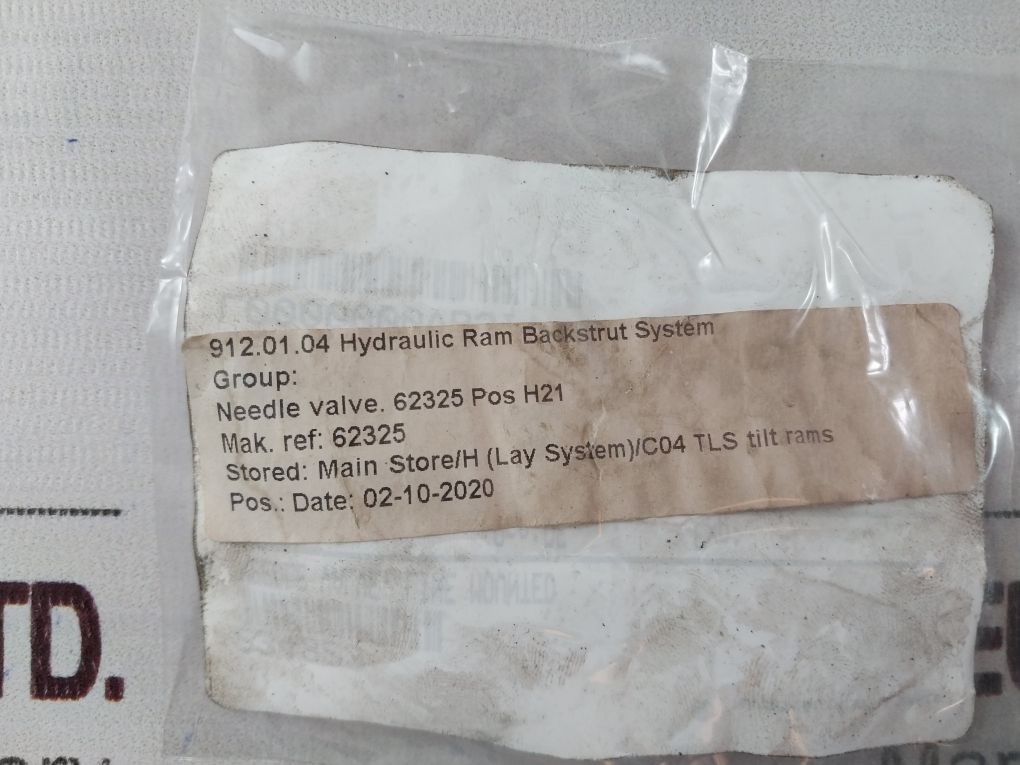 912.01.04 Hydraulic Ram Backstrut System
Group:
Needle valve. 62325 Pos H21
Mak. ref: 62325
Stored: Main Store/H (Lay System)/C04 TLS tilt rams
Pos.: Date: 02-10-2020
TD.
MOUNTED